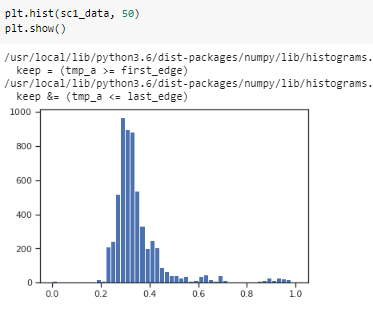 plt.hist(sc1_data, 50)
plt.show()
/usr/local/lib/python3.6/dist-packages/numpy/lib/histograms.
keep = (tmp_a >= first_edge)
/usr/local/lib/python3.6/dist-packages/numpy/lib/histograms.
keep &= (tmp_a <= last_edge)
1000
800
600
400
200
0
0.0 0.2 0.4 0.6 0.8 1.0